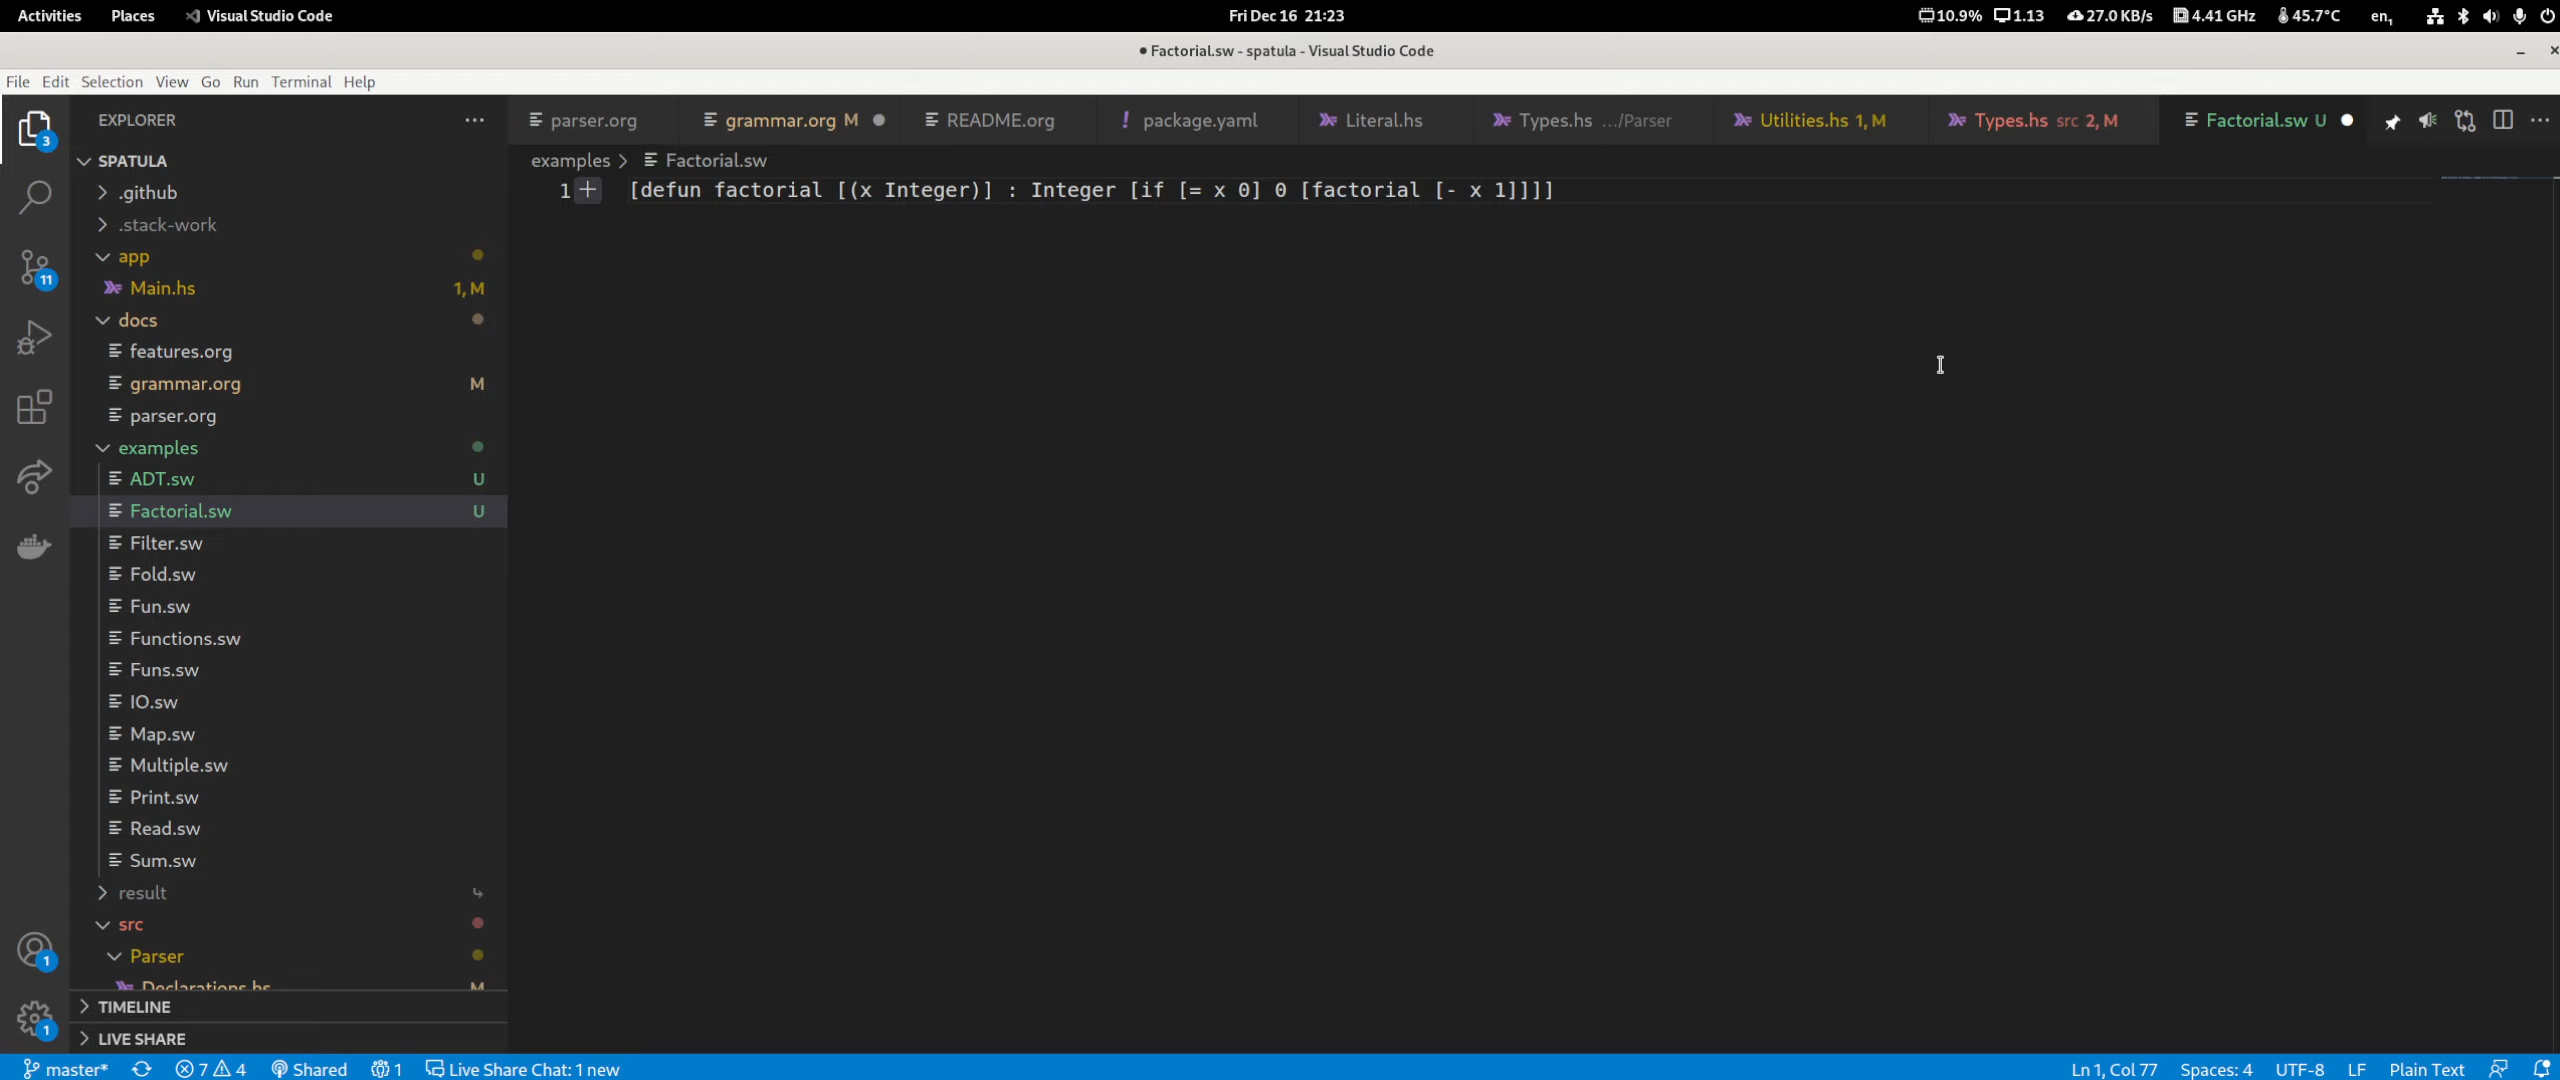 Activities Places Visual Studio Code Fri Dec 16 21:23 10.9% 1.13 27.0 KB/s 4.41 GHz 45.7°C en1
● Factorial.sw - spatula - Visual Studio Code
File Edit Selection View Go Run Terminal Help
EXPLORER
parser.org grammar.org M README.org package.yaml Literal.hs Types.hs .../Parser Utilities.hs 1, M Types.hs src 2, M Factorial.sw U
examples > Factorial.sw
1 [defun factorial [(x Integer)] : Integer [if [= x 0] 0 [factorial [- x 1]]]]
3
SPATULA
.github
.stack-work
app
Main.hs 1, M
docs
features.org
grammar.org M
parser.org
examples
ADT.sw U
Factorial.sw U
Filter.sw
Fold.sw
Fun.sw
Functions.sw
Funs.sw
IO.sw
Map.sw
Multiple.sw
Print.sw
Read.sw
Sum.sw
result
src
Parser
Declarations.hs M
TIMELINE
LIVE SHARE
11
1
1
master* 7 4 Shared 1 Live Share Chat: 1 new Ln 1, Col 77 Spaces: 4 UTF-8 LF Plain Text